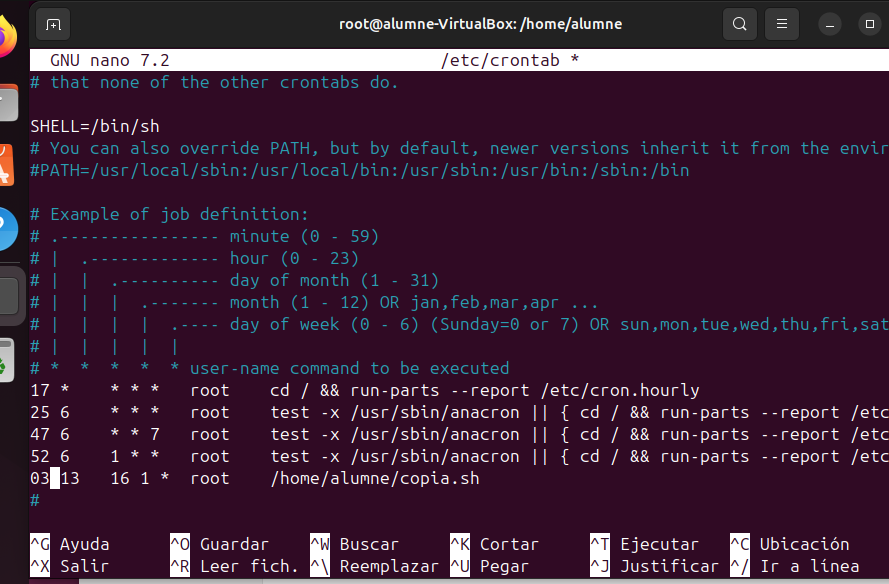 root@alumne-VirtualBox: /home/alumne
GNU nano 7.2 /etc/crontab *
# that none of the other crontabs do.
SHELL=/bin/sh
# You can also override PATH, but by default, newer versions inherit it from the envir
#PATH=/usr/local/sbin:/usr/local/bin:/usr/sbin:/usr/bin:/sbin:/bin
# Example of job definition:
# .---------------- minute (0 - 59)
# |  .------------- hour (0 - 23)
# |  |  .---------- day of month (1 - 31)
# |  |  |  .------- month (1 - 12) OR jan,feb,mar,apr ...
# |  |  |  |  .---- day of week (0 - 6) (Sunday=0 or 7) OR sun,mon,tue,wed,thu,fri,sat
# |  |  |  |  |
# *  *  *  *  * user-name command to be executed
17 *    * * *   root    cd / && run-parts --report /etc/cron.hourly
25 6    * * *   root    test -x /usr/sbin/anacron || { cd / && run-parts --report /etc
47 6    * * 7   root    test -x /usr/sbin/anacron || { cd / && run-parts --report /etc
52 6    1 * *   root    test -x /usr/sbin/anacron || { cd / && run-parts --report /etc
03 13   16 1 *  root    /home/alumne/copia.sh
#
^G Ayuda ^O Guardar ^W Buscar ^K Cortar ^T Ejecutar ^C Ubicación
^X Salir ^R Leer fich. ^\ Reemplazar ^U Pegar ^J Justificar ^/ Ir a línea